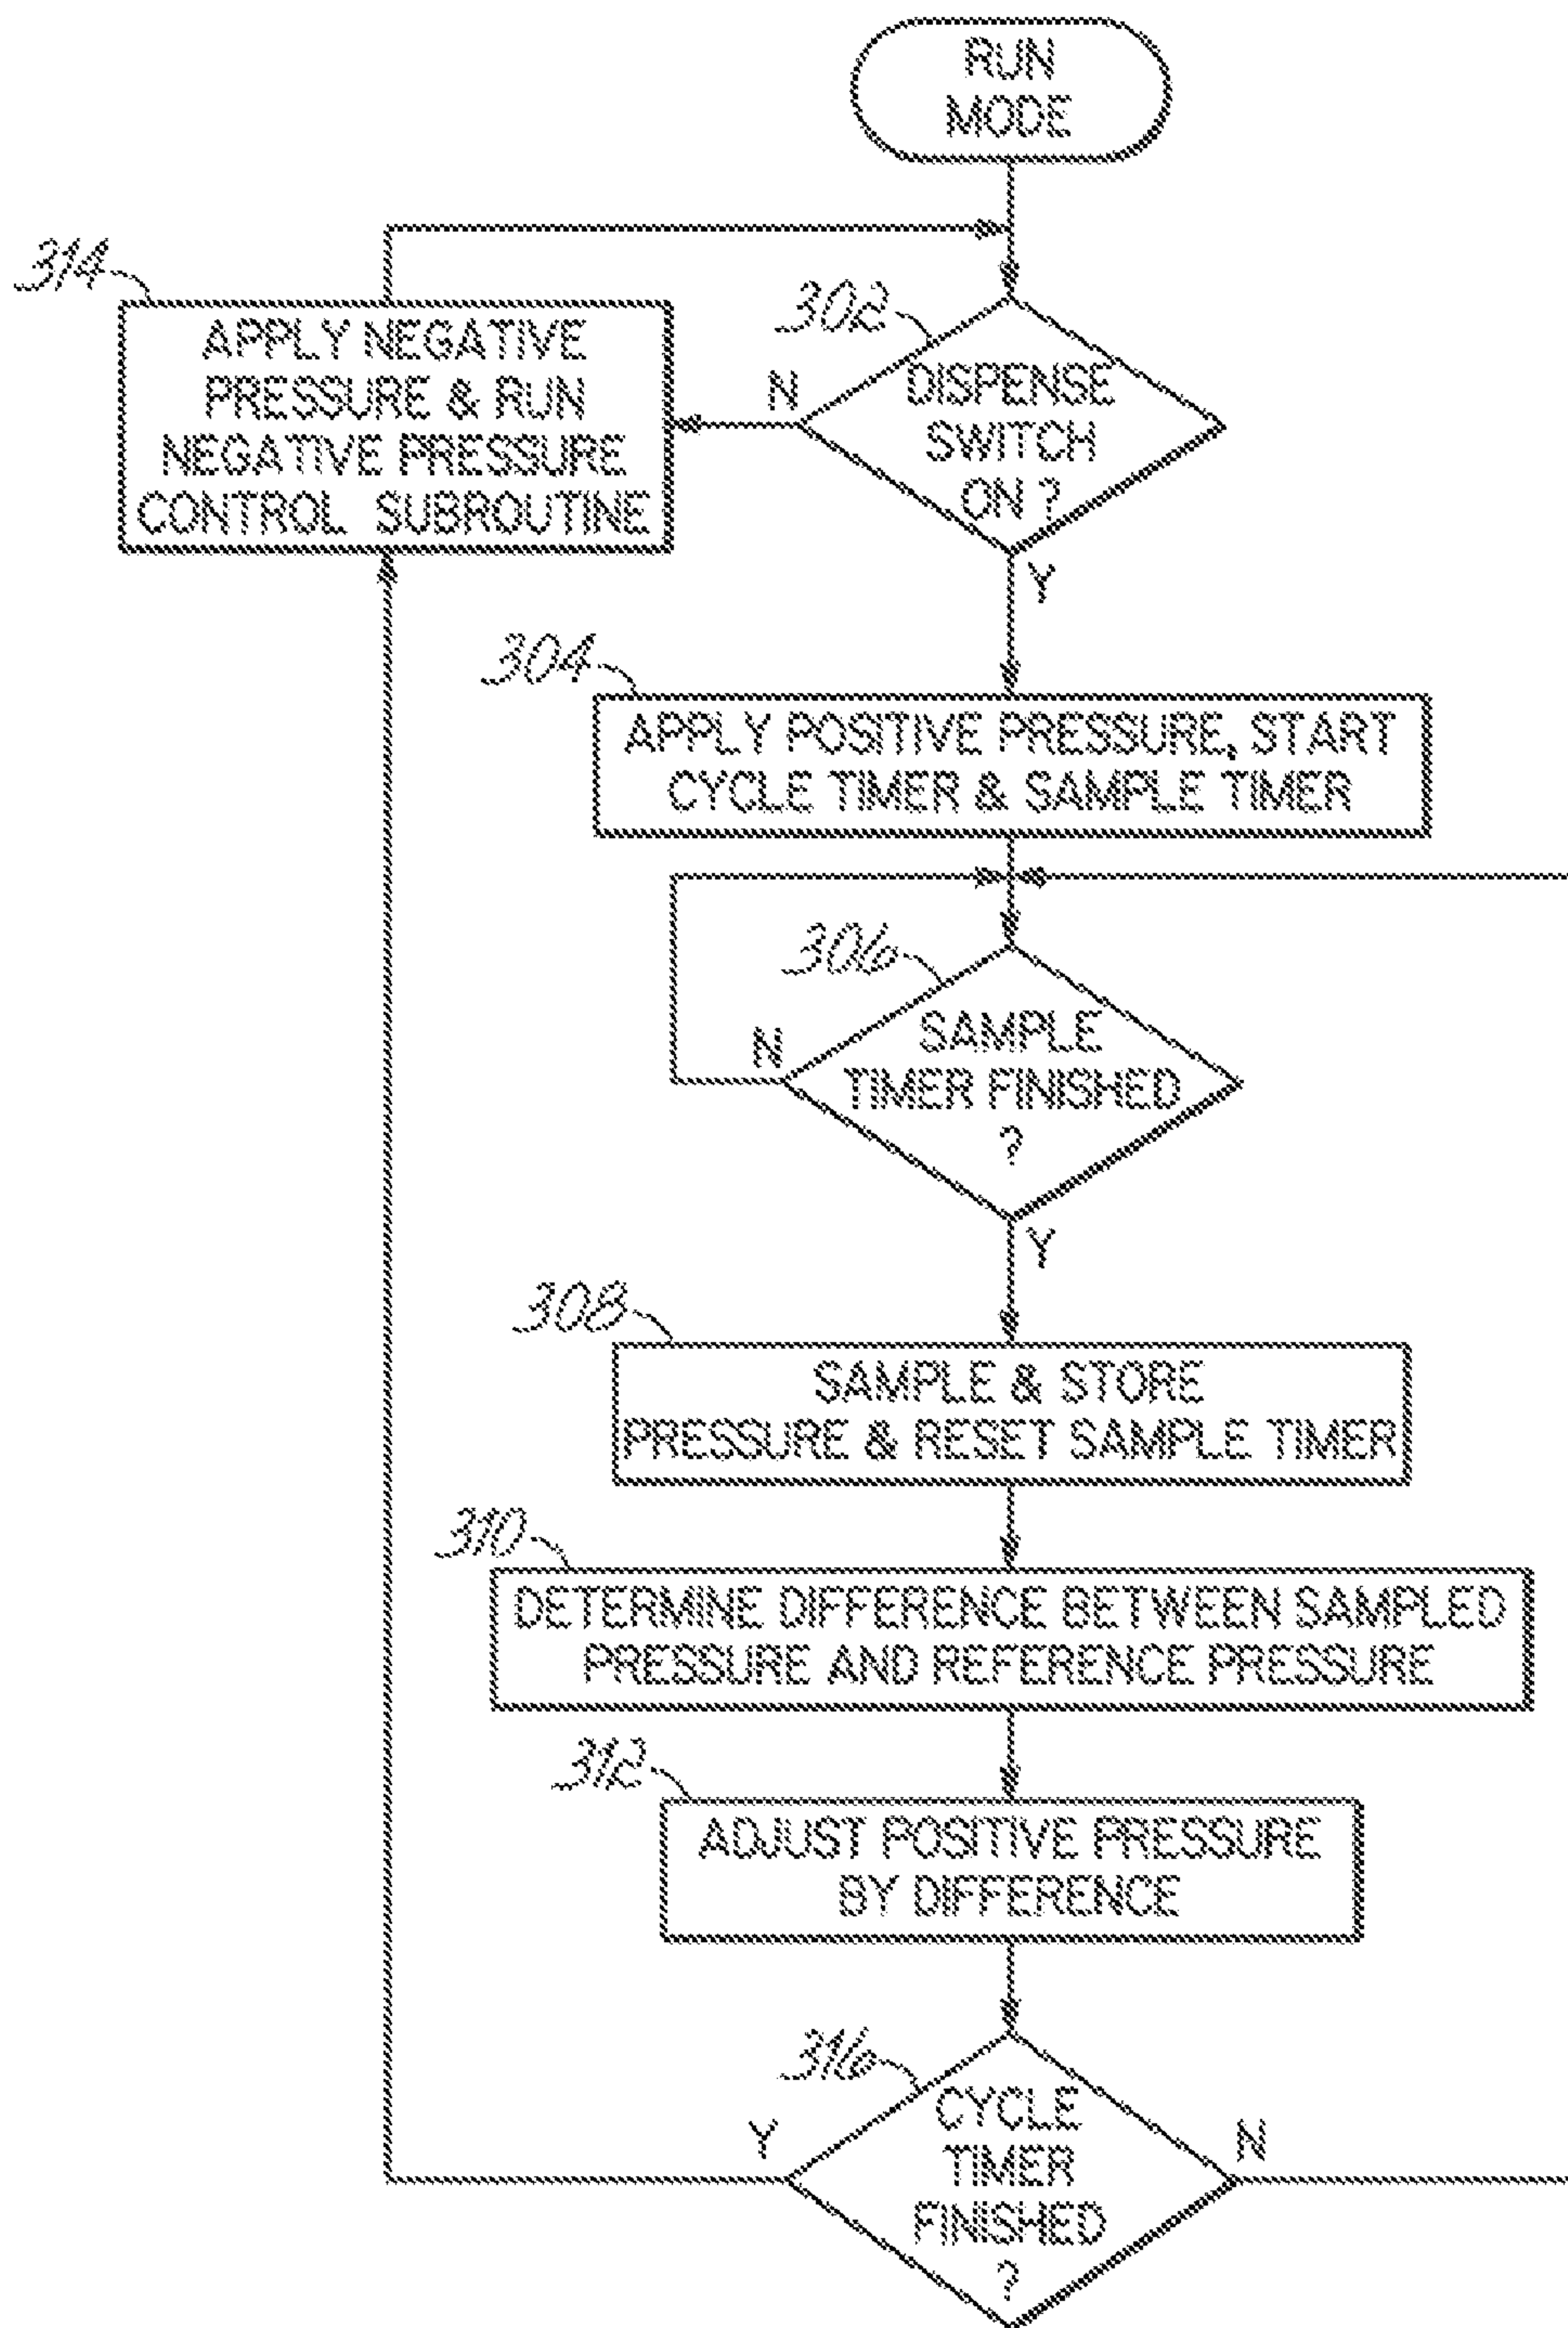 RUN
MODE
314
APPLY NEGATIVE
PRESSURE & RUN
NEGATIVE PRESSURE
CONTROL SUBROUTINE
302
N
DISPENSE
SWITCH
ON ?
Y
304
APPLY POSITIVE PRESSURE, START
CYCLE TIMER & SAMPLE TIMER
306
N
SAMPLE
TIMER FINISHED
?
Y
308
SAMPLE & STORE
PRESSURE & RESET SAMPLE TIMER
310
DETERMINE DIFFERENCE BETWEEN SAMPLED
PRESSURE AND REFERENCE PRESSURE
312
ADJUST POSITIVE PRESSURE
BY DIFFERENCE
316
Y
CYCLE
TIMER
FINISHED
?
N